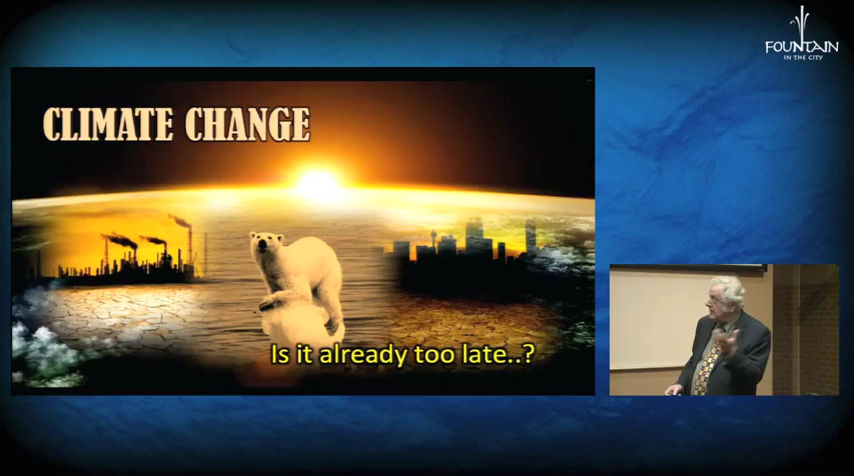 FOUNTAIN
IN THE CITY
CLIMATE CHANGE
Is it already too late..?